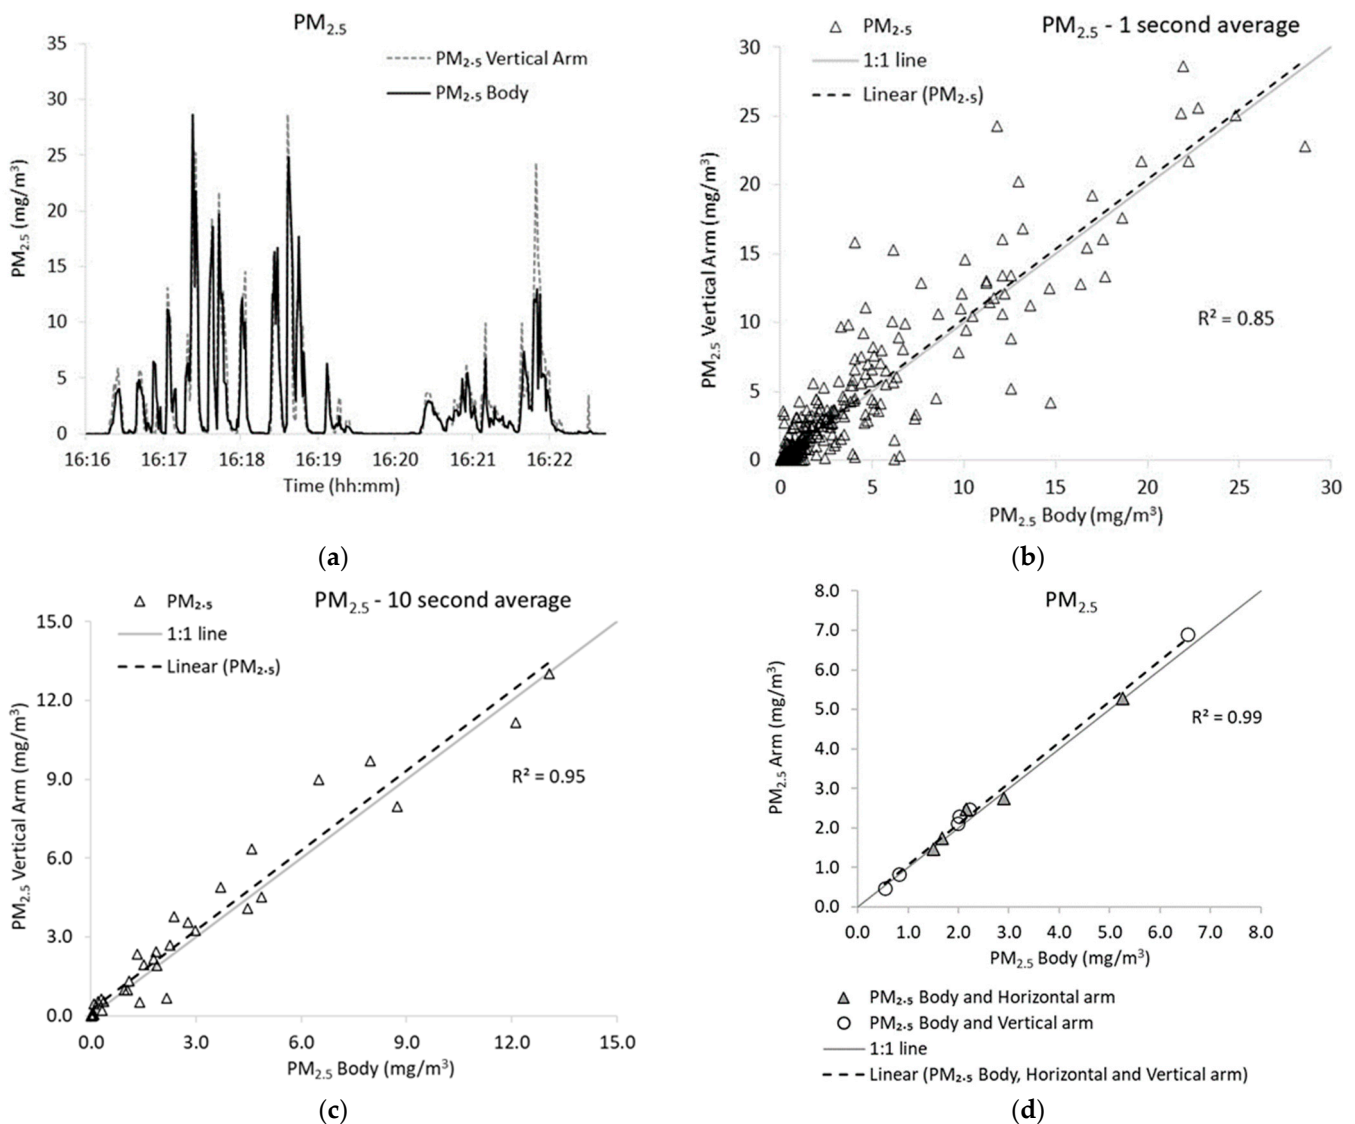 PM2.5
35
30
25
20
15
10
5
0
PM2.5 (mg/m3)
PM2.5 Vertical Arm
PM2.5 Body
16:16 16:17 16:18 16:19 16:20 16:21 16:22
Time (hh:mm)
(a)
PM2.5 - 1 second average
PM2.5
1:1 line
Linear (PM2.5)
30
25
20
15
10
5
0
PM2.5 Vertical Arm (mg/m3)
R² = 0.85
0 5 10 15 20 25 30
PM2.5 Body (mg/m3)
(b)
PM2.5 - 10 second average
PM2.5
1:1 line
Linear (PM2.5)
15.0
12.0
9.0
6.0
3.0
0.0
PM2.5 Vertical Arm (mg/m3)
R² = 0.95
0.0 3.0 6.0 9.0 12.0 15.0
PM2.5 Body (mg/m3)
(c)
PM2.5
8.0
7.0
6.0
5.0
4.0
3.0
2.0
1.0
0.0
PM2.5 Arm (mg/m3)
R² = 0.99
0.0 1.0 2.0 3.0 4.0 5.0 6.0 7.0 8.0
PM2.5 Body (mg/m3)
PM2.5 Body and Horizontal arm
PM2.5 Body and Vertical arm
1:1 line
Linear (PM2.5 Body, Horizontal and Vertical arm)
(d)